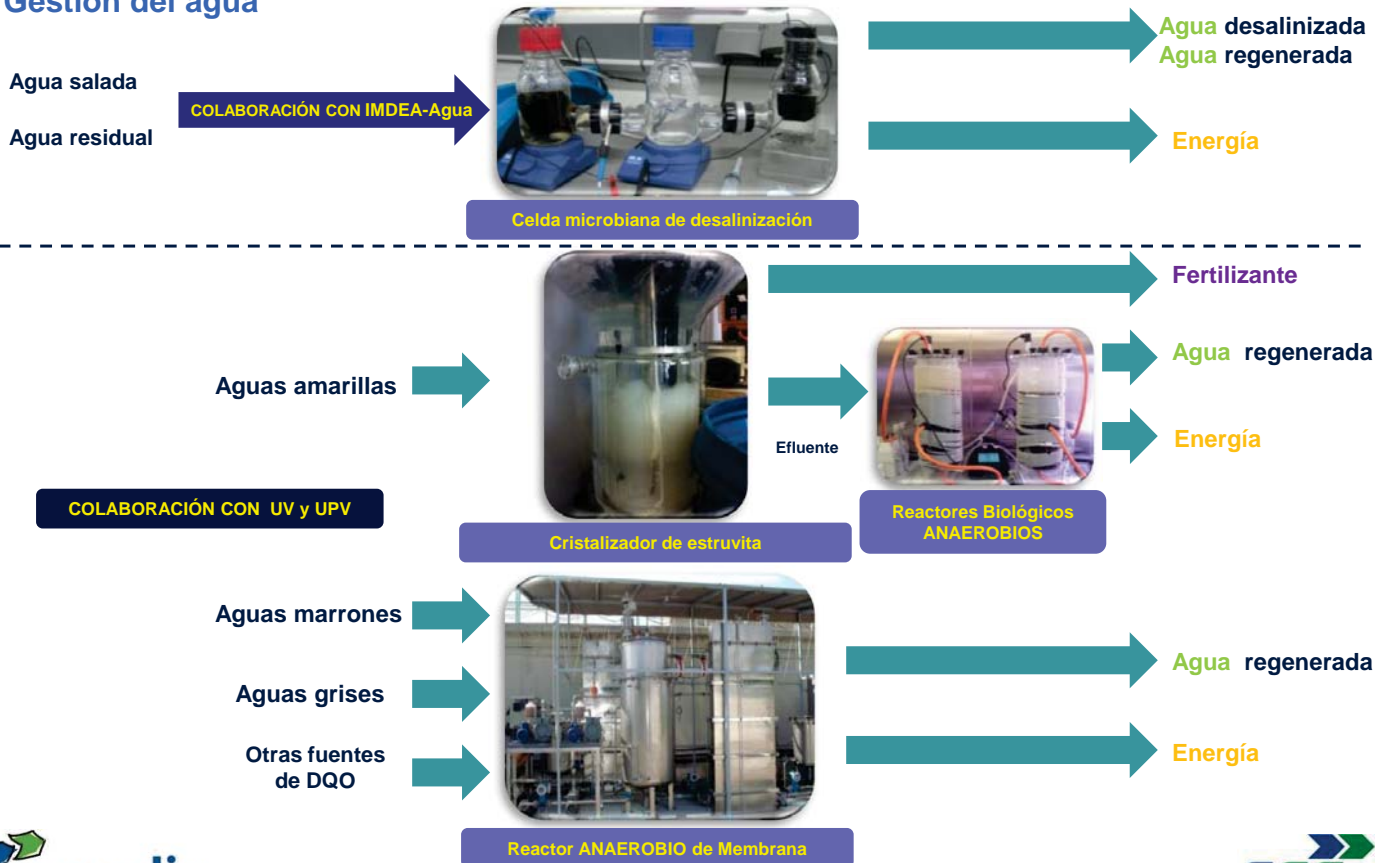 Gestión del agua
Agua salada
Agua residual
COLABORACIÓN CON IMDEA-Agua
Celda microbiana de desalinización
Agua desalinizada
Agua regenerada
Energía
Aguas amarillas
COLABORACIÓN CON UV y UPV
Cristalizador de estruvita
Efluente
Reactores Biológicos
ANAEROBIOS
Fertilizante
Agua regenerada
Energía
Aguas marrones
Aguas grises
Otras fuentes
de DQO
Reactor ANAEROBIO de Membrana
Agua regenerada
Energía